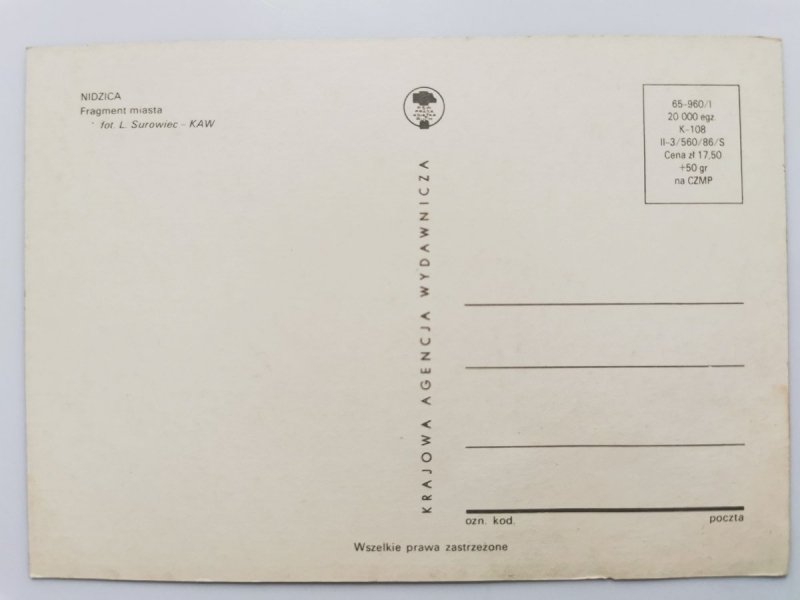 NIDZICA
Fragment miasta
fot. L. Surowiec - KAW
KRAJOWA AGENCJA WYDAWNICZA
65-960/I
20 000 egz.
K-108
II-3/560/86/S
Cena zł 17,50
+50 gr
na CZMP
ozn. kod.
poczta
Wszelkie prawa zastrzeżone